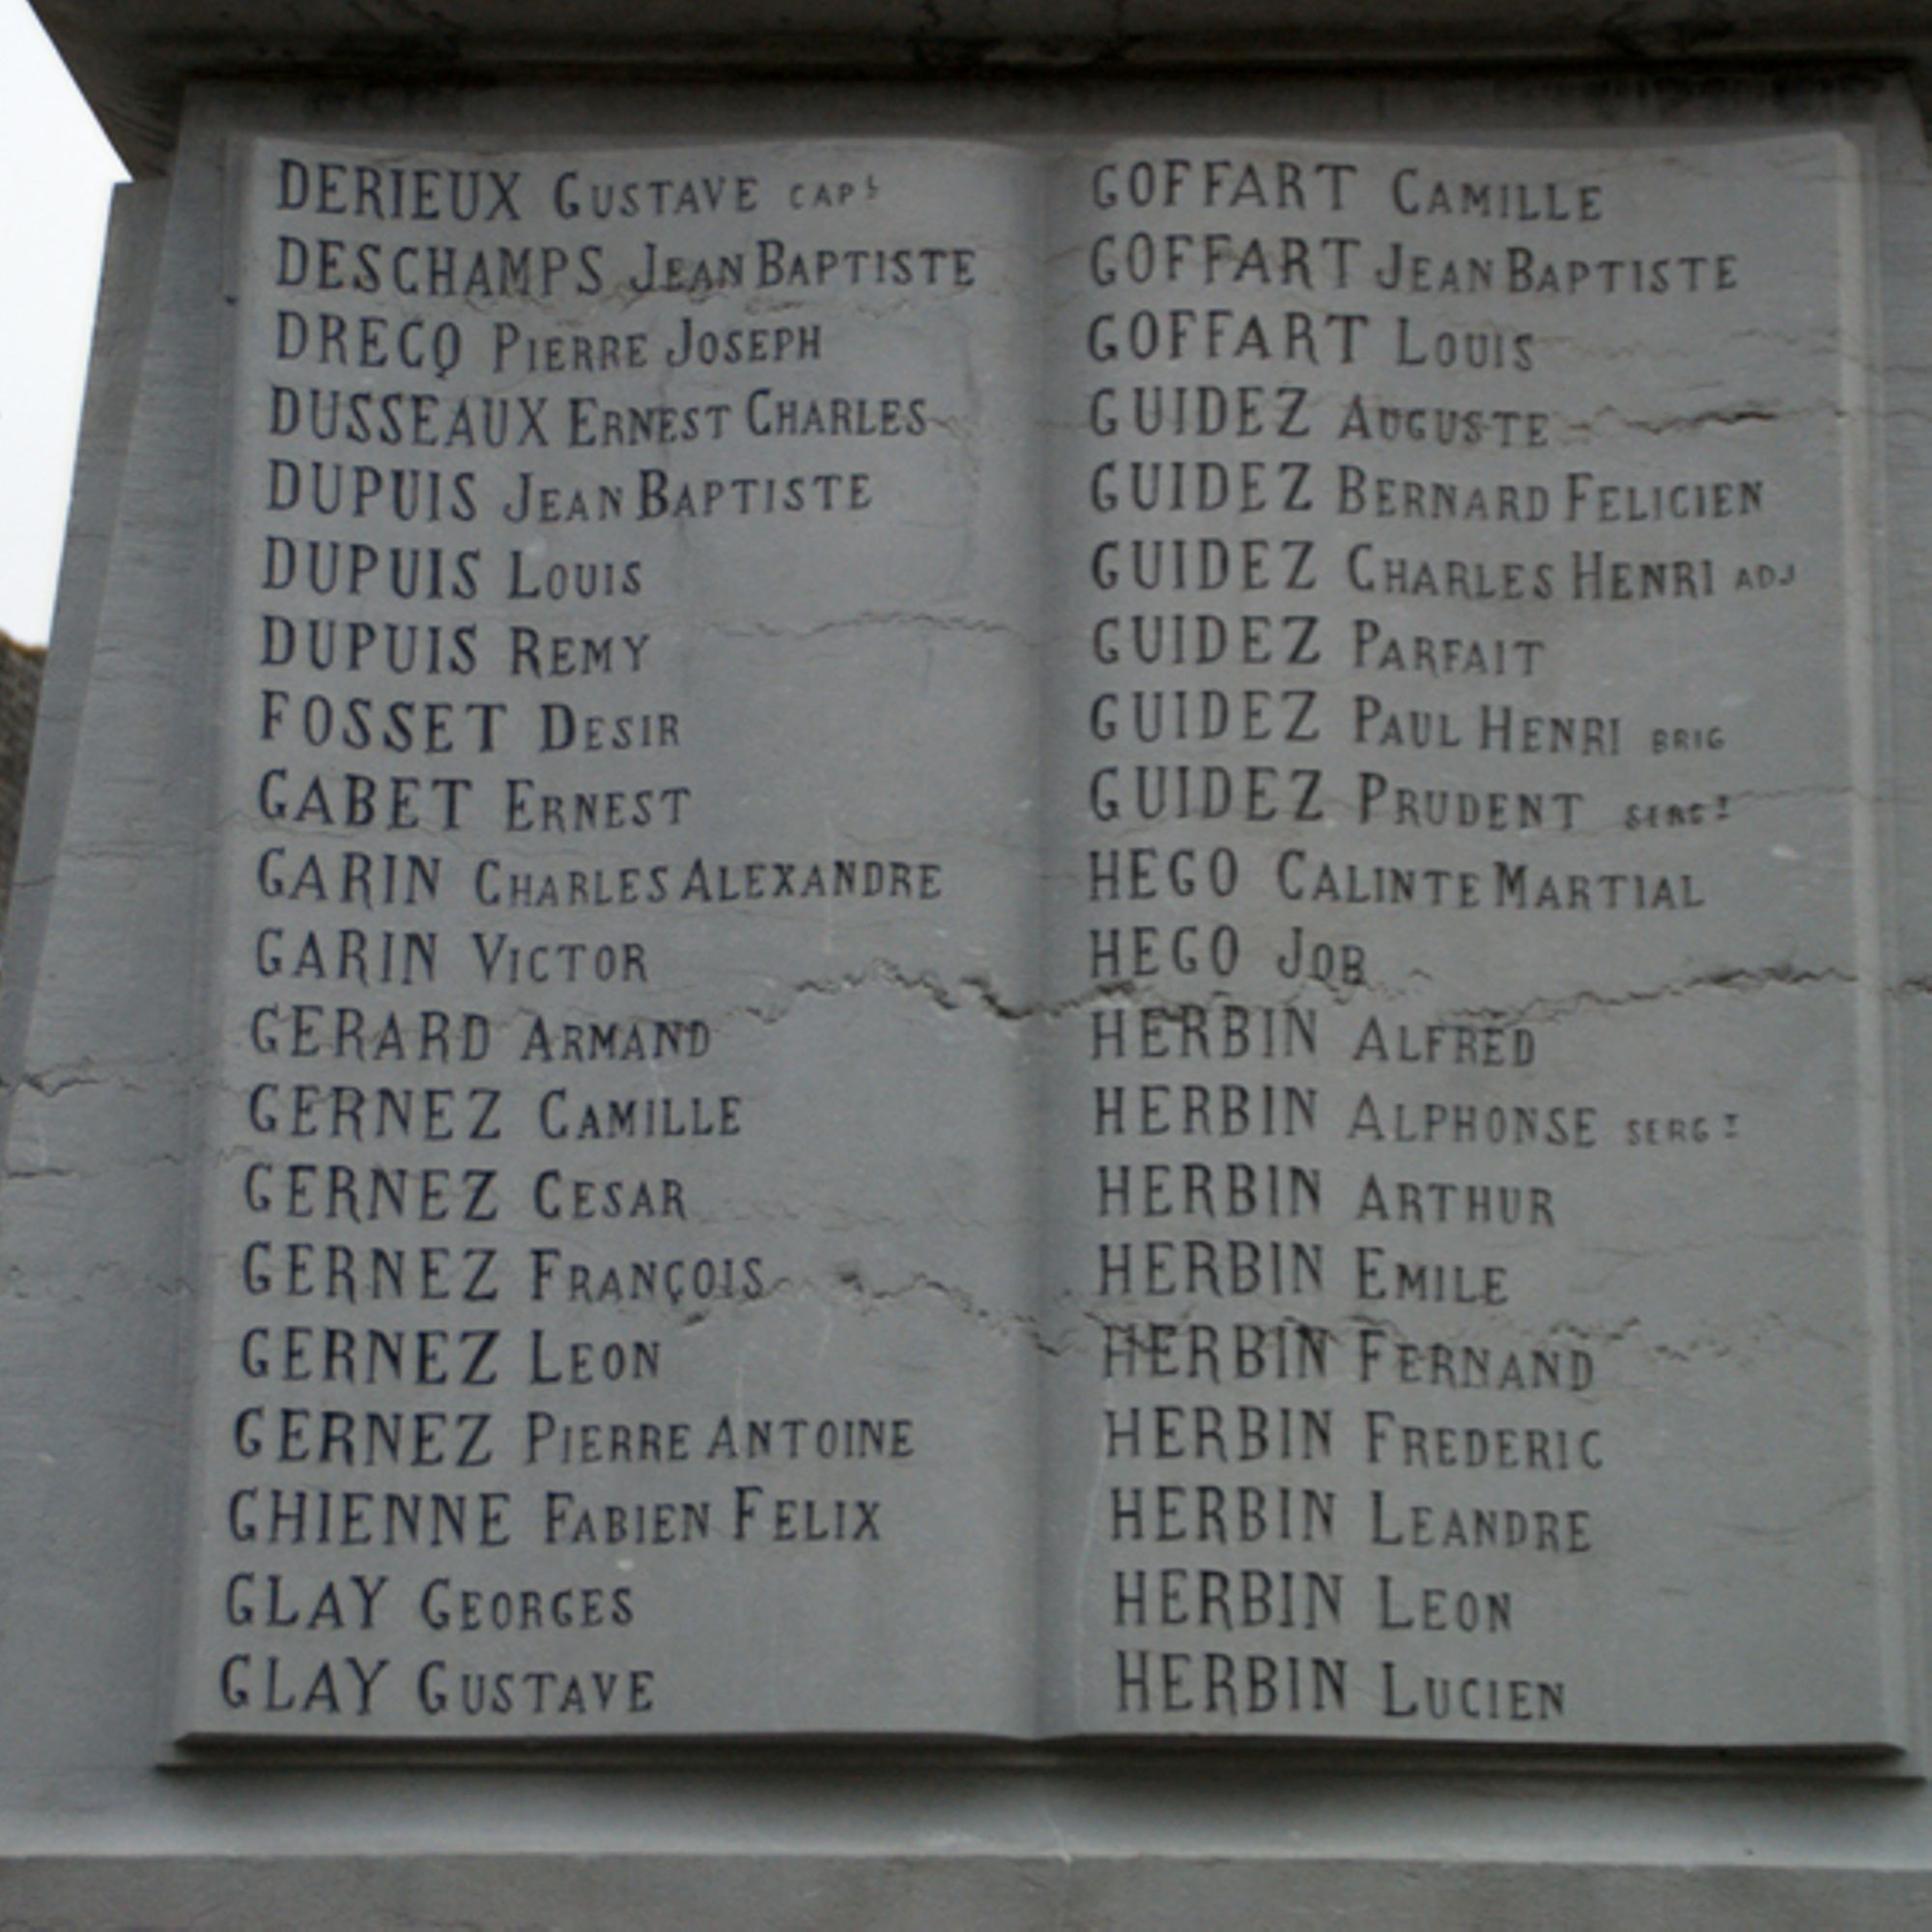 DERIEUX GUSTAVE CAPL
DESCHAMPS JEAN BAPTISTE
DRECQ PIERRE JOSEPH
DUSSEAUX ERNEST CHARLES
DUPUIS JEAN BAPTISTE
DUPUIS LOUIS
DUPUIS REMY
FOSSET DESIR
GABET ERNEST
GARIN CHARLES ALEXANDRE
GARIN VICTOR
GERARD ARMAND
GERNEZ CAMILLE
GERNEZ CESAR
GERNEZ FRANÇOIS
GERNEZ LEON
GERNEZ PIERRE ANTOINE
GHIENNE FABIEN FELIX
GLAY GEORGES
GLAY GUSTAVE
GOFFART CAMILLE
GOFFART JEAN BAPTISTE
GOFFART LOUIS
GUIDEZ AUGUSTE
GUIDEZ BERNARD FELICIEN
GUIDEZ CHARLES HENRI ADJ
GUIDEZ PARFAIT
GUIDEZ PAUL HENRI BRIG
GUIDEZ PRUDENT SERGT
HEGO CALINTE MARTIAL
HEGO JOB
HERBIN ALFRED
HERBIN ALPHONSE SERGT
HERBIN ARTHUR
HERBIN EMILE
HERBIN FERNAND
HERBIN FREDERIC
HERBIN LEANDRE
HERBIN LEON
HERBIN LUCIEN